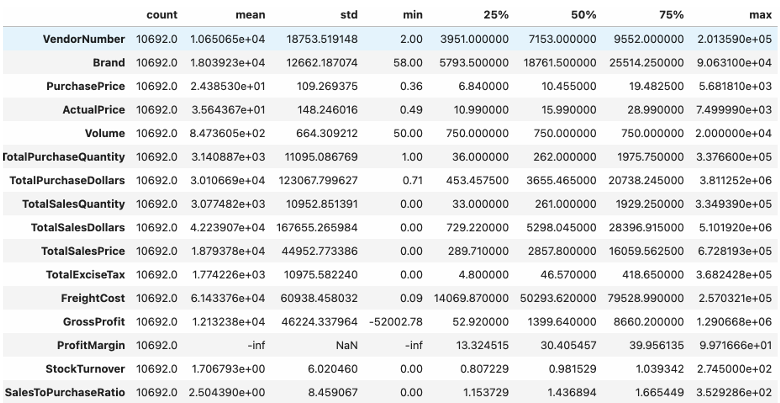 count mean std min 25% 50% 75% max
VendorNumber 10692.0 1.065065e+04 18753.519148 2.00 3951.000000 7153.000000 9552.000000 2.013590e+05
Brand 10692.0 1.803923e+04 12662.187074 58.00 5793.500000 18761.500000 25514.250000 9.063100e+04
PurchasePrice 10692.0 2.438530e+01 109.269375 0.36 6.840000 10.455000 19.482500 5.681810e+03
ActualPrice 10692.0 3.564367e+01 148.246016 0.49 10.990000 15.990000 28.990000 7.499990e+03
Volume 10692.0 8.473605e+02 664.309212 50.00 750.000000 750.000000 750.000000 2.000000e+04
TotalPurchaseQuantity 10692.0 3.140887e+03 11095.086769 1.00 36.000000 262.000000 1975.750000 3.376600e+05
TotalPurchaseDollars 10692.0 3.010669e+04 123067.799627 0.71 453.457500 3655.465000 20738.245000 3.811252e+06
TotalSalesQuantity 10692.0 3.077482e+03 10952.851391 0.00 33.000000 261.000000 1929.250000 3.349390e+05
TotalSalesDollars 10692.0 4.223907e+04 167655.265984 0.00 729.220000 5298.045000 28396.915000 5.101920e+06
TotalSalesPrice 10692.0 1.879378e+04 44952.773386 0.00 289.710000 2857.800000 16059.562500 6.728193e+05
TotalExciseTax 10692.0 1.774226e+03 10975.582240 0.00 4.800000 46.570000 418.650000 3.682428e+05
FreightCost 10692.0 6.143376e+04 60938.458032 0.09 14069.870000 50293.620000 79528.990000 2.570321e+05
GrossProfit 10692.0 1.213238e+04 46224.337964 -52002.78 52.920000 1399.640000 8660.200000 1.290668e+06
ProfitMargin 10692.0 -inf NaN -inf 13.324515 30.405457 39.956135 9.971666e+01
StockTurnover 10692.0 1.706793e+00 6.020460 0.00 0.807229 0.981529 1.039342 2.745000e+02
SalesToPurchaseRatio 10692.0 2.504390e+00 8.459067 0.00 1.153729 1.436894 1.665449 3.529286e+02